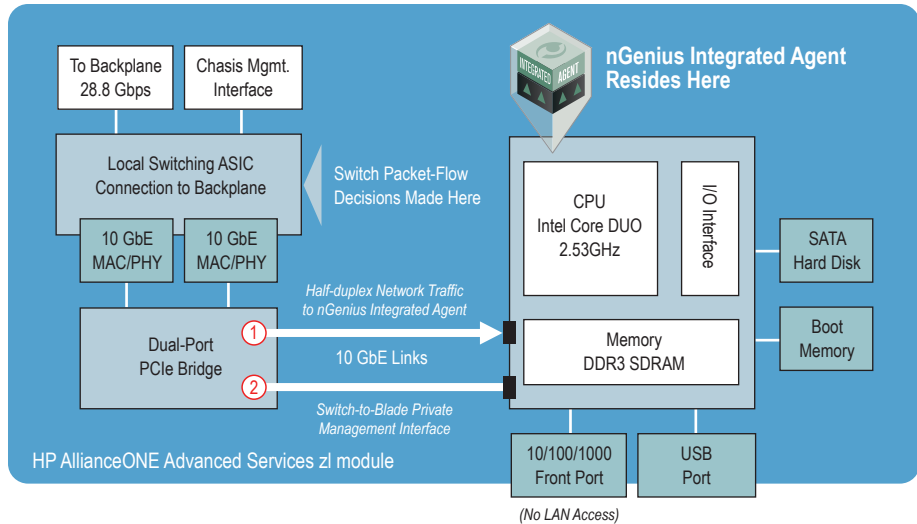 To Backplane
28.8 Gbps
Chasis Mgmt.
Interface
INTEGRATED
AGENT
nGenius Integrated Agent
Resides Here
Local Switching ASIC
Connection to Backplane
Switch Packet-Flow
Decisions Made Here
CPU
Intel Core DUO
2.53GHz
I/O Interface
10 GbE
MAC/PHY
10 GbE
MAC/PHY
SATA
Hard Disk
Half-duplex Network Traffic
to nGenius Integrated Agent
Dual-Port
PCIe Bridge
1
10 GbE Links
2
Memory
DDR3 SDRAM
Boot
Memory
Switch-to-Blade Private
Management Interface
HP AllianceONE Advanced Services zl module
10/100/1000
Front Port
USB
Port
(No LAN Access)